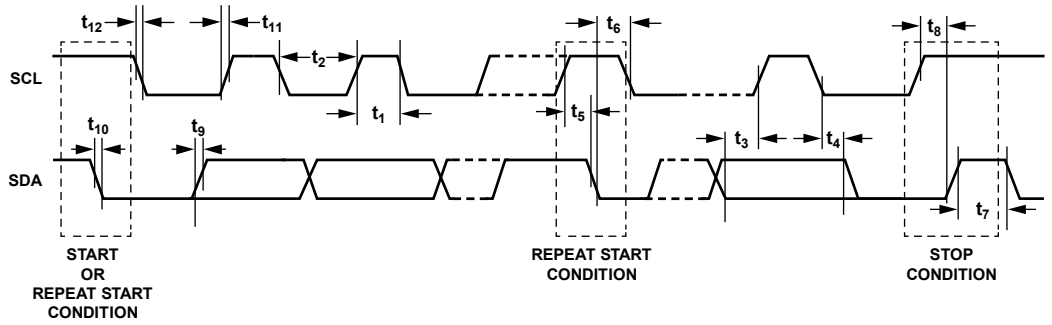 t12
t11
t6
t8
t2
SCL
t1
t5
t10
t9
t3
t4
SDA
t7
START
OR
REPEAT START
CONDITION
REPEAT START
CONDITION
STOP
CONDITION